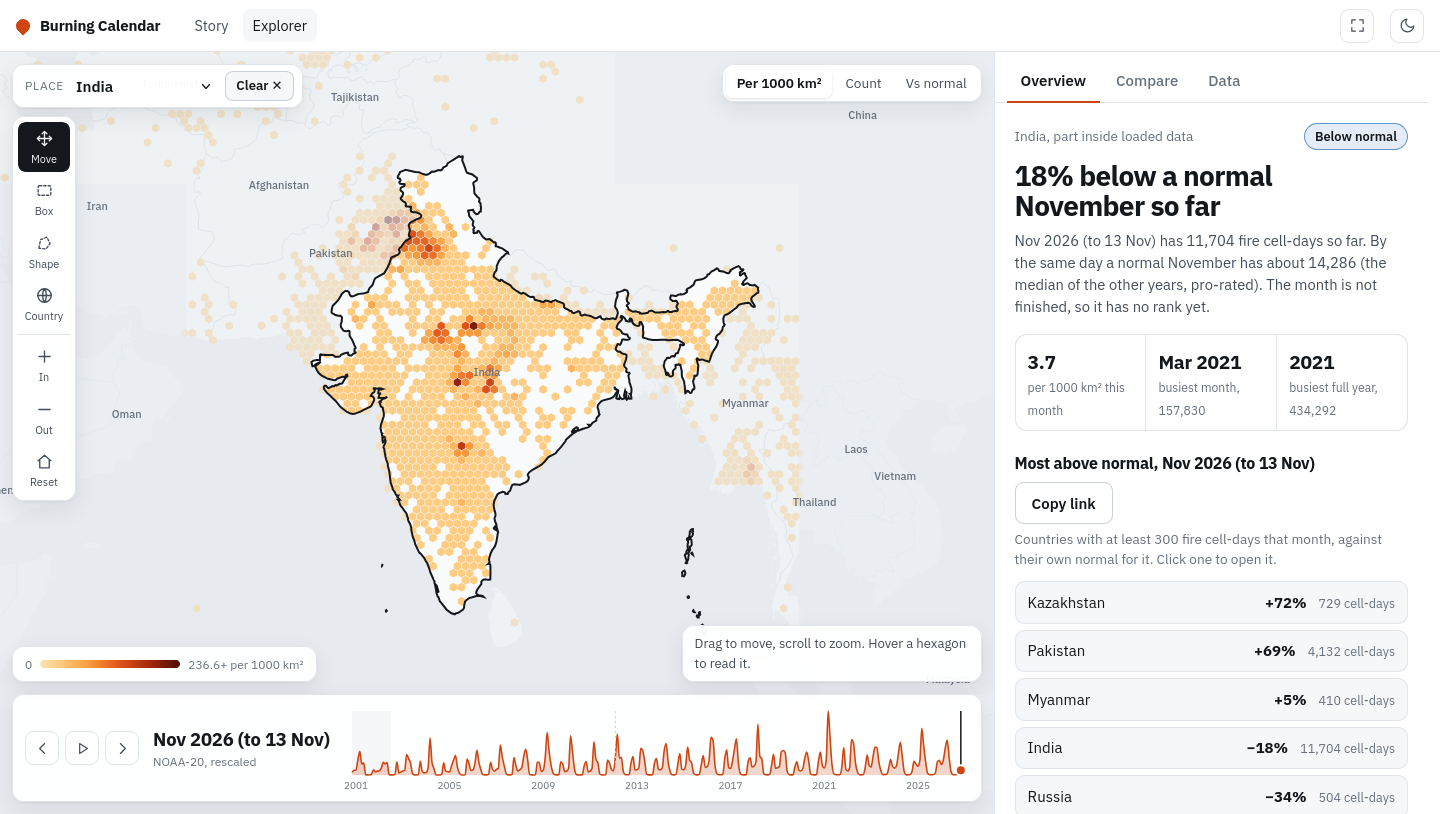 Burning Calendar
Story
Explorer
PLACE India
Clear ✕
Move
Box
Shape
Country
In
Out
Reset
Per 1000 km²
Count
Vs normal
Tajikistan
China
Afghanistan
Iran
Pakistan
India
Oman
Myanmar
Laos
Vietnam
Thailand
0
236.6+ per 1000 km²
Drag to move, scroll to zoom. Hover a hexagon
to read it.
Nov 2026 (to 13 Nov)
NOAA-20, rescaled
2001 2005 2009 2013 2017 2021 2025
Overview
Compare
Data
India, part inside loaded data
Below normal
18% below a normal
November so far
Nov 2026 (to 13 Nov) has 11,704 fire cell-days so far. By
the same day a normal November has about 14,286 (the
median of the other years, pro-rated). The month is not
finished, so it has no rank yet.
3.7
per 1000 km² this
month
Mar 2021
busiest month,
157,830
2021
busiest full year,
434,292
Most above normal, Nov 2026 (to 13 Nov)
Copy link
Countries with at least 300 fire cell-days that month, against
their own normal for it. Click one to open it.
Kazakhstan +72% 729 cell-days
Pakistan +69% 4,132 cell-days
Myanmar +5% 410 cell-days
India −18% 11,704 cell-days
Russia −34% 504 cell-days